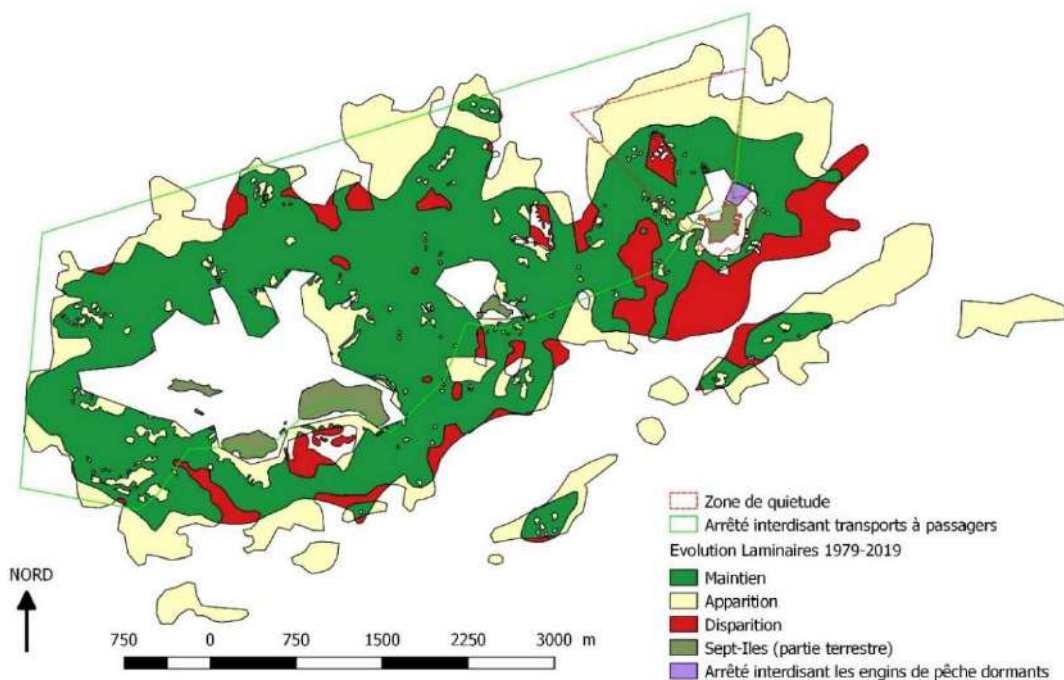 Zone de quietude
Arrêté interdisant transports à passagers
Evolution Laminaires 1979-2019
Maintien
Apparition
Disparition
Sept-Iles (partie terrestre)
Arrêté interdisant les engins de pêche dormants
NORD
750 0 750 1500 2250 3000 m